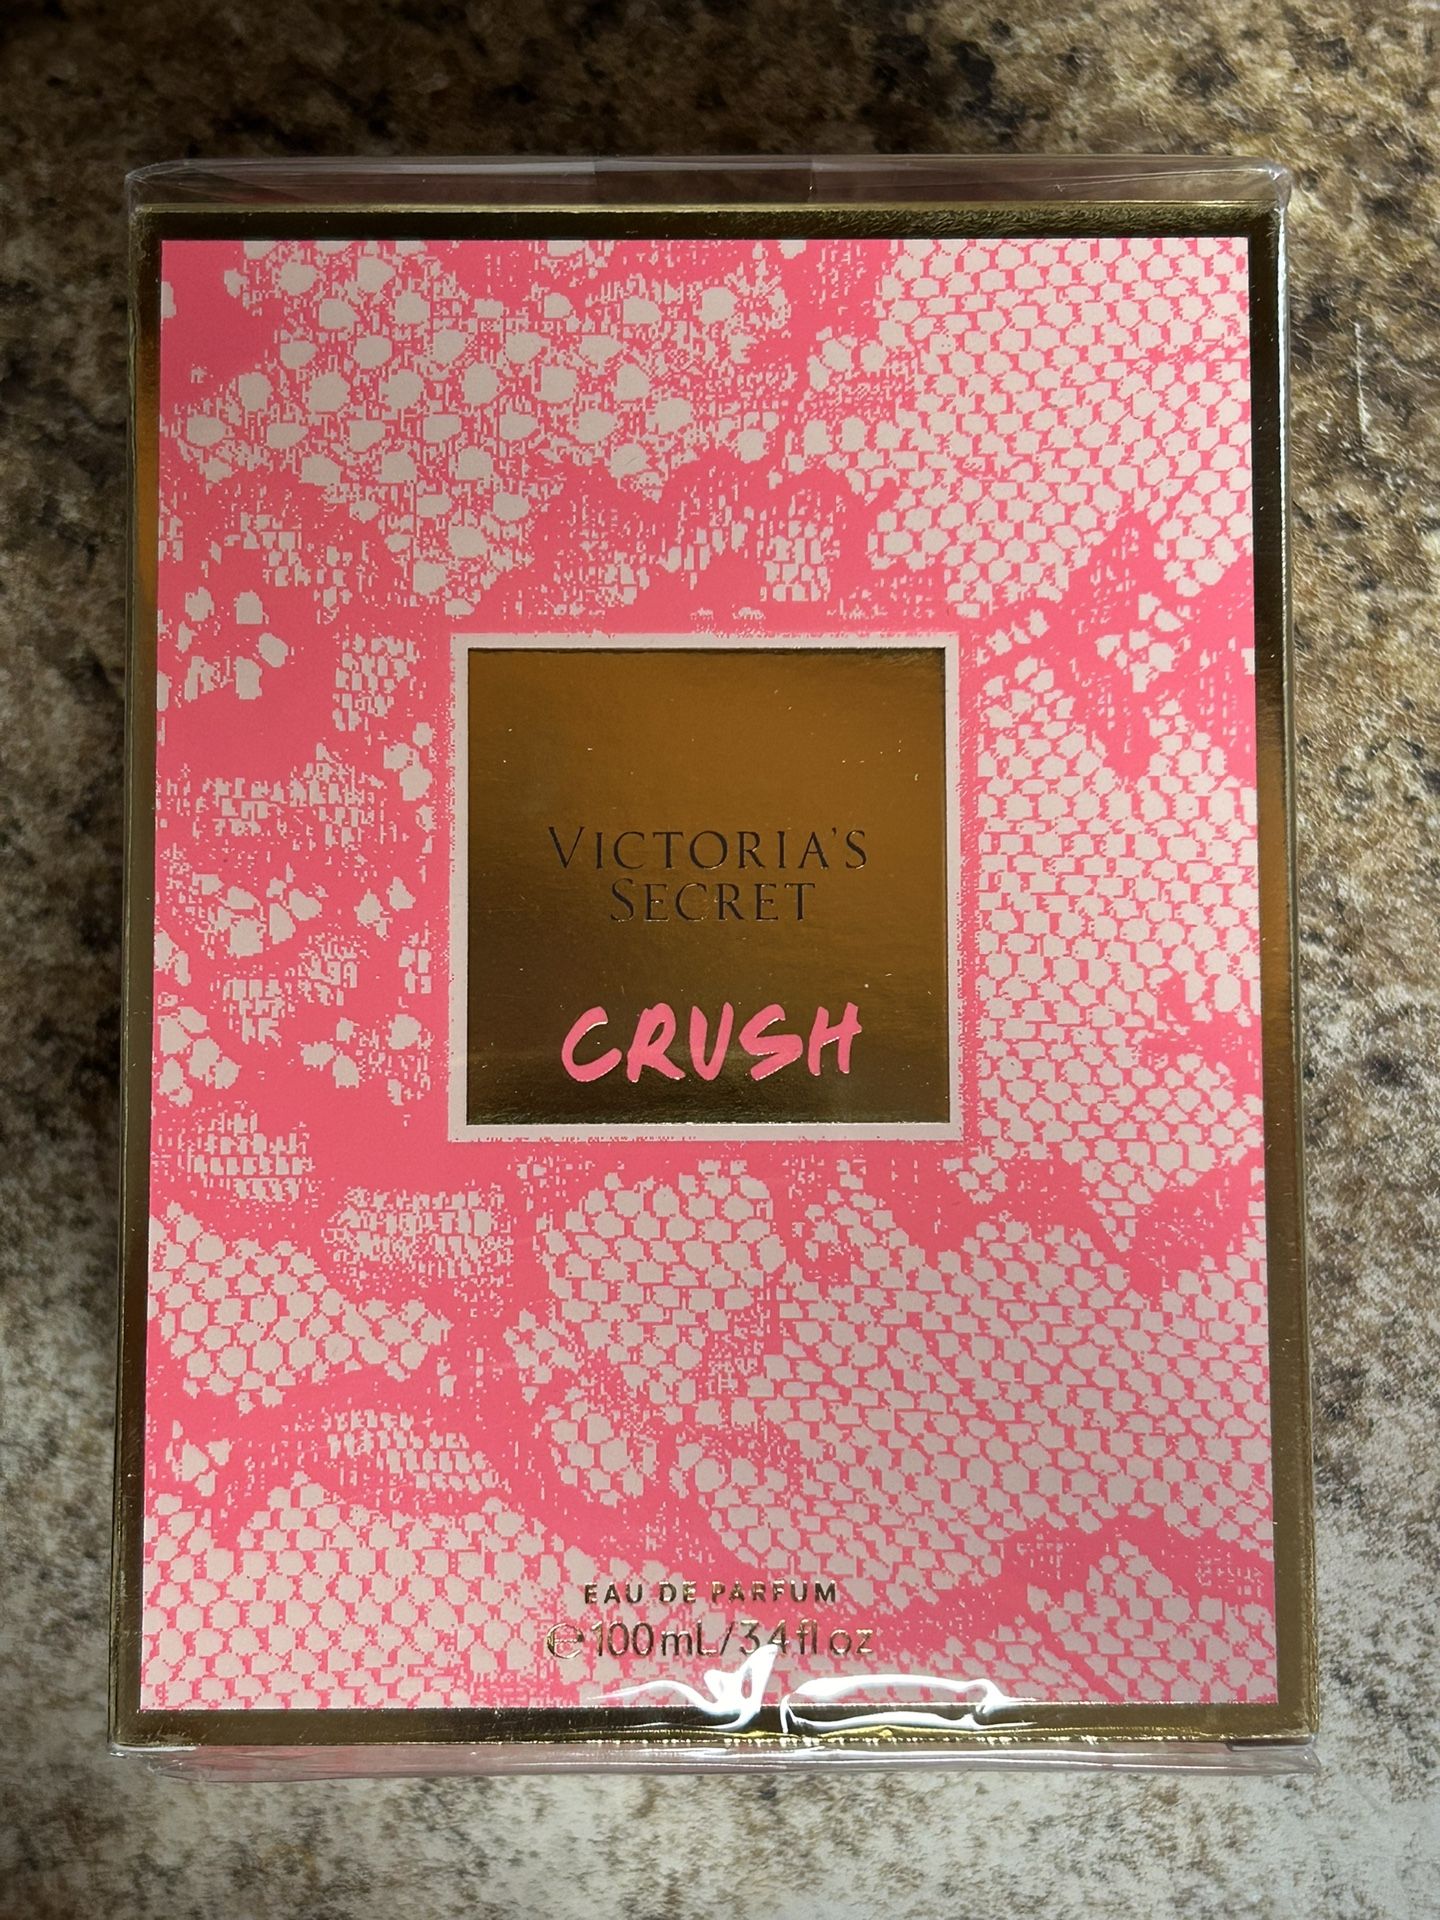 VICTORIA'S
SECRET
CRUSH
EAU DE PARFUM
℮100mL/3.4 fl oz